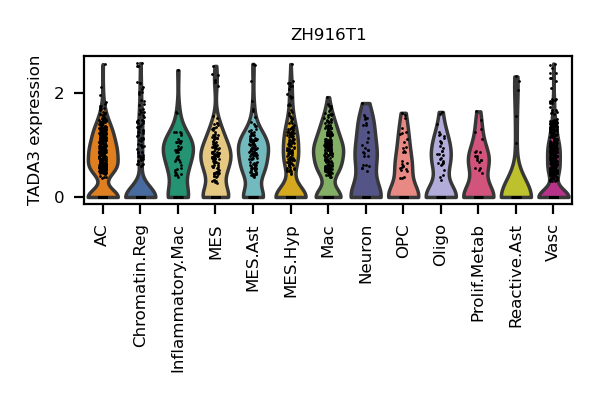 ZH916T1
TADA3 expression
2
0
AC
Chromatin.Reg
Inflammatory.Mac
MES
MES.Ast
MES.Hyp
Mac
Neuron
OPC
Oligo
Prolif.Metab
Reactive.Ast
Vasc